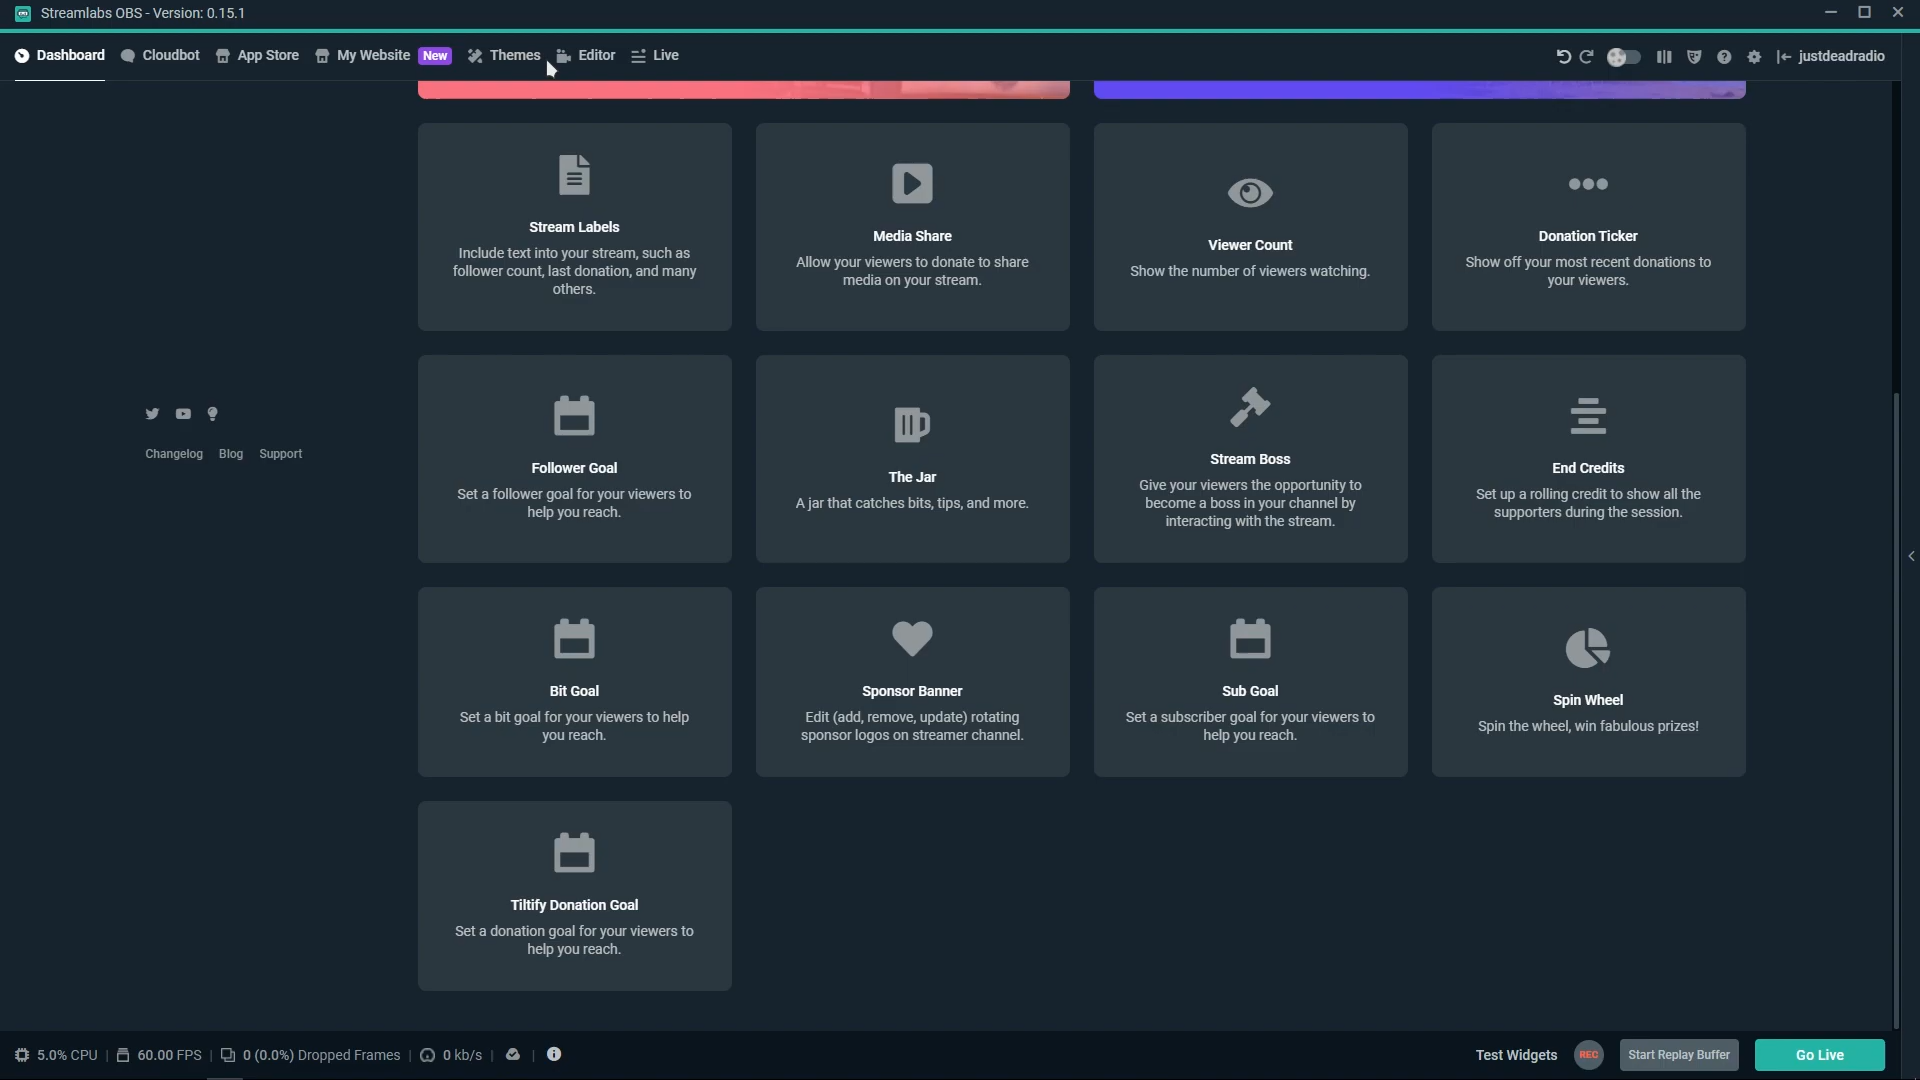 Streamlabs OBS - Version: 0.15.1
Dashboard Cloudbot App Store My Website New Themes Editor Live justdeadradio
Stream Labels
Include text into your stream, such as
follower count, last donation, and many
others.
Media Share
Allow your viewers to donate to share
media on your stream.
Viewer Count
Show the number of viewers watching.
Donation Ticker
Show off your most recent donations to
your viewers.
Changelog Blog Support
Follower Goal
Set a follower goal for your viewers to
help you reach.
The Jar
A jar that catches bits, tips, and more.
Stream Boss
Give your viewers the opportunity to
become a boss in your channel by
interacting with the stream.
End Credits
Set up a rolling credit to show all the
supporters during the session.
Bit Goal
Set a bit goal for your viewers to help
you reach.
Sponsor Banner
Edit (add, remove, update) rotating
sponsor logos on streamer channel.
Sub Goal
Set a subscriber goal for your viewers to
help you reach.
Spin Wheel
Spin the wheel, win fabulous prizes!
Tiltify Donation Goal
Set a donation goal for your viewers to
help you reach.
5.0% CPU | 60.00 FPS | 0 (0.0%) Dropped Frames | 0 kb/s | | Test Widgets REC Start Replay Buffer Go Live